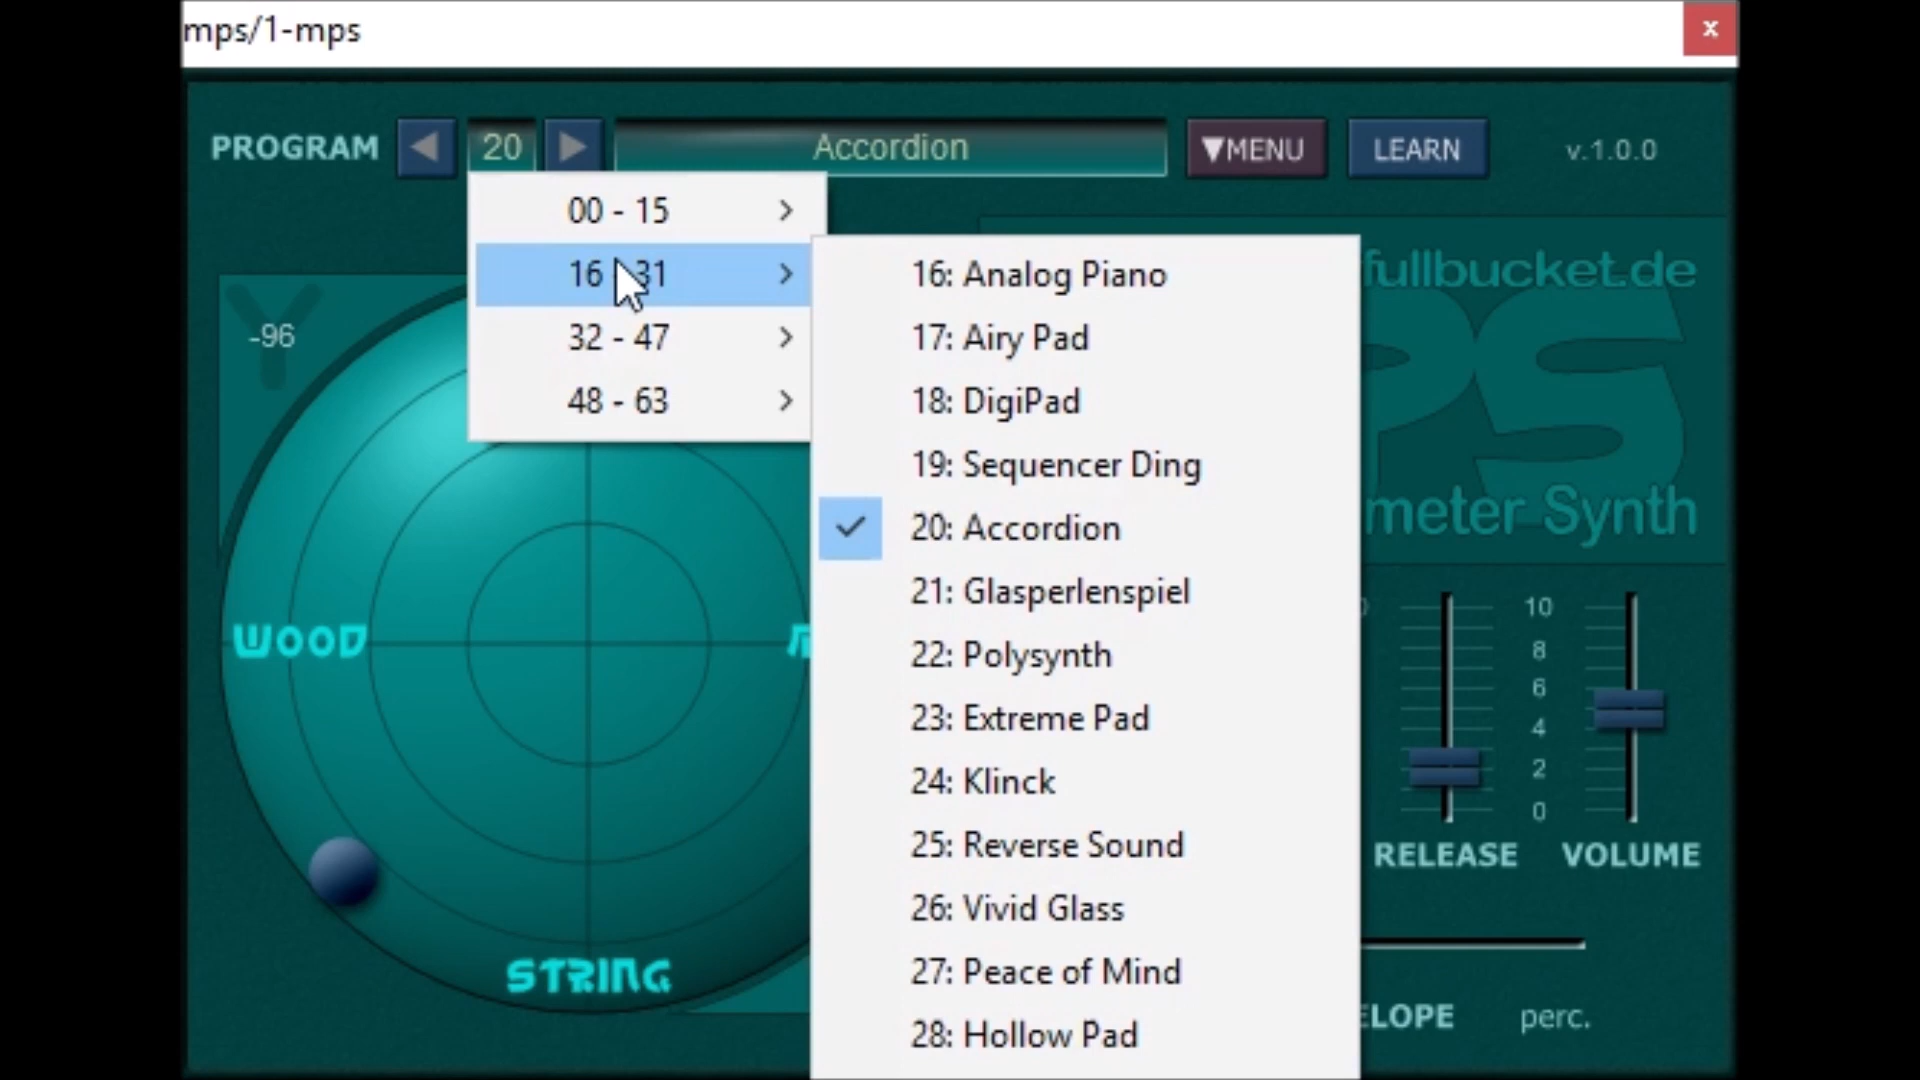 mps/1-mps
x
PROGRAM
20
Accordion
▼MENU
LEARN
v.1.0.0
00 - 15
16 - 31
32 - 47
48 - 63
16: Analog Piano
17: Airy Pad
18: DigiPad
19: Sequencer Ding
20: Accordion
21: Glasperlenspiel
22: Polysynth
23: Extreme Pad
24: Klinck
25: Reverse Sound
26: Vivid Glass
27: Peace of Mind
28: Hollow Pad
fullbucket.de
PS
meter Synth
Y
-96
WOOD
STRING
10
8
6
4
2
0
RELEASE
VOLUME
ELOPE
perc.